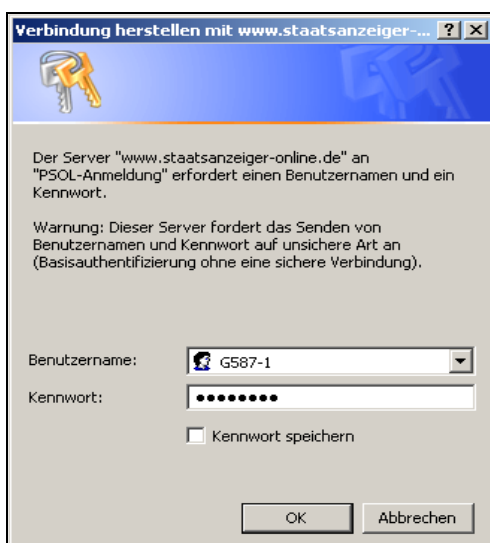 Verbindung herstellen mit www.staatsanzeiger-...
Der Server "www.staatsanzeiger-online.de" an
"PSOL-Anmeldung" erfordert einen Benutzernamen und ein
Kennwort.
Warnung: Dieser Server fordert das Senden von
Benutzernamen und Kennwort auf unsichere Art an
(Basisauthentifizierung ohne eine sichere Verbindung).
Benutzername: G587-1
Kennwort: ●●●●●●●●
Kennwort speichern
OK Abbrechen